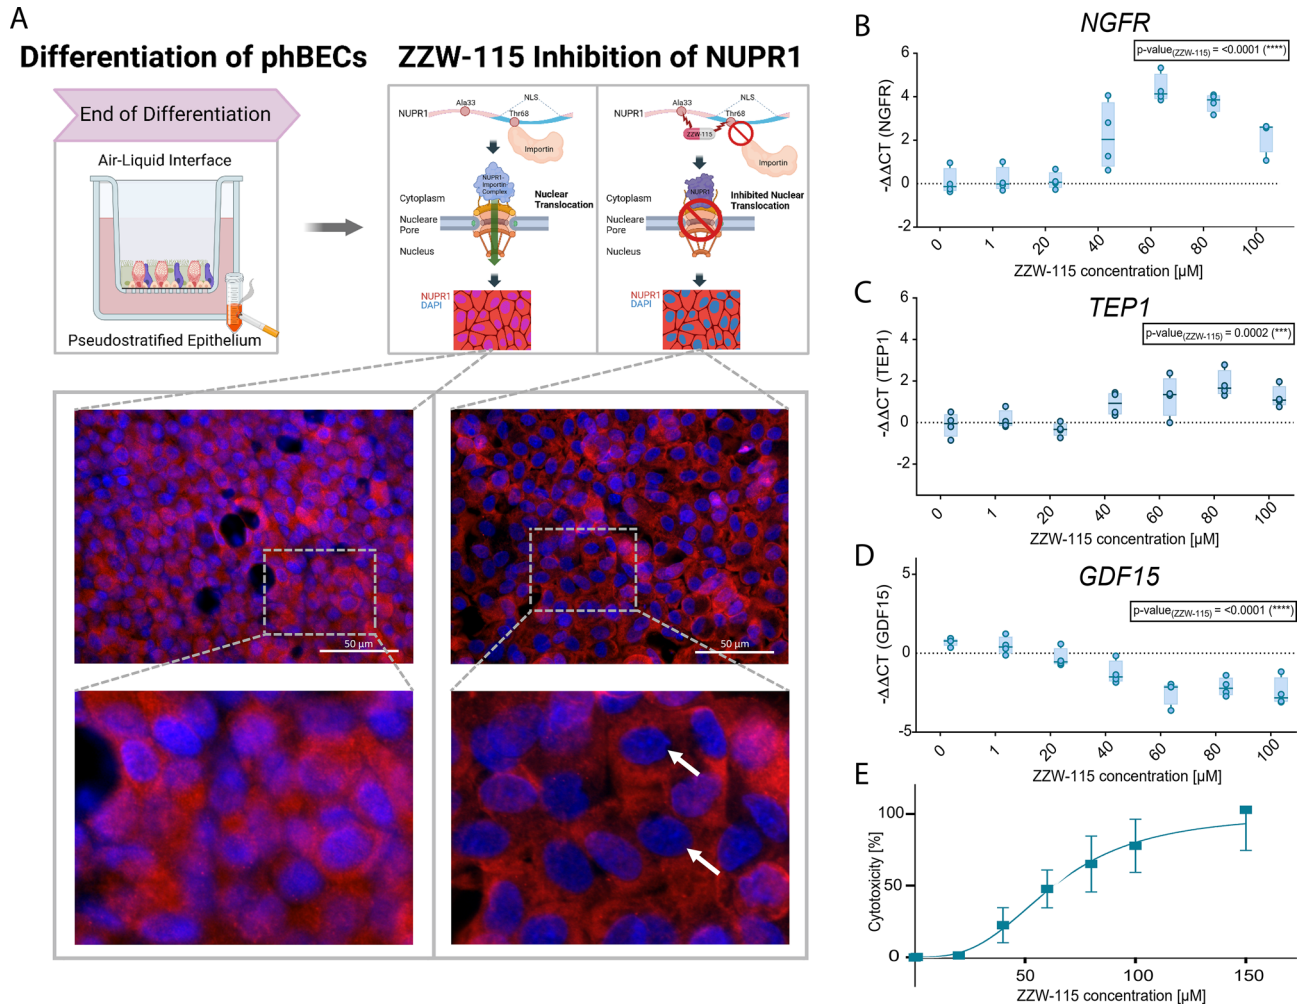 A
Differentiation of phBECs
ZZW-115 Inhibition of NUPR1
End of Differentiation
Air-Liquid Interface
Pseudostratified Epithelium
NLS
Ala33
NUPR1
Thr68
Importin
NUPR1-
Importin-
Complex
Nuclear
Translocation
Cytoplasm
Nucleare
Pore
Nucleus
NUPR1
DAPI
NLS
Ala33
NUPR1
Thr68
ZZW-115
Importin
NUPR1
Inhibited Nuclear
Translocation
Cytoplasm
Nucleare
Pore
Nucleus
NUPR1
DAPI
50 µm
50 µm
B
NGFR
p-value(ZZW-115) = <0.0001 (****)
-ΔΔCT (NGFR)
6
4
2
0
-2
0 1 20 40 60 80 100
ZZW-115 concentration [µM]
C
TEP1
p-value(ZZW-115) = 0.0002 (***)
-ΔΔCT (TEP1)
6
4
2
0
-2
0 1 20 40 60 80 100
ZZW-115 concentration [µM]
D
GDF15
p-value(ZZW-115) = <0.0001 (****)
-ΔΔCT (GDF15)
5
0
-5
0 1 20 40 60 80 100
ZZW-115 concentration [µM]
E
Cytotoxicity [%]
100
50
0
50 100 150
ZZW-115 concentration [µM]